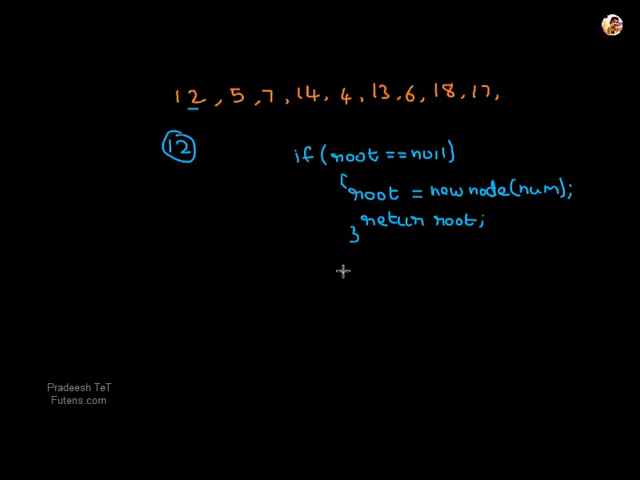 12, 5, 7, 14, 4, 13, 6, 18, 17,
12
if (root == null)
{ root = new node(num);
return root;
}
Pradeesh TeT
Futens.com